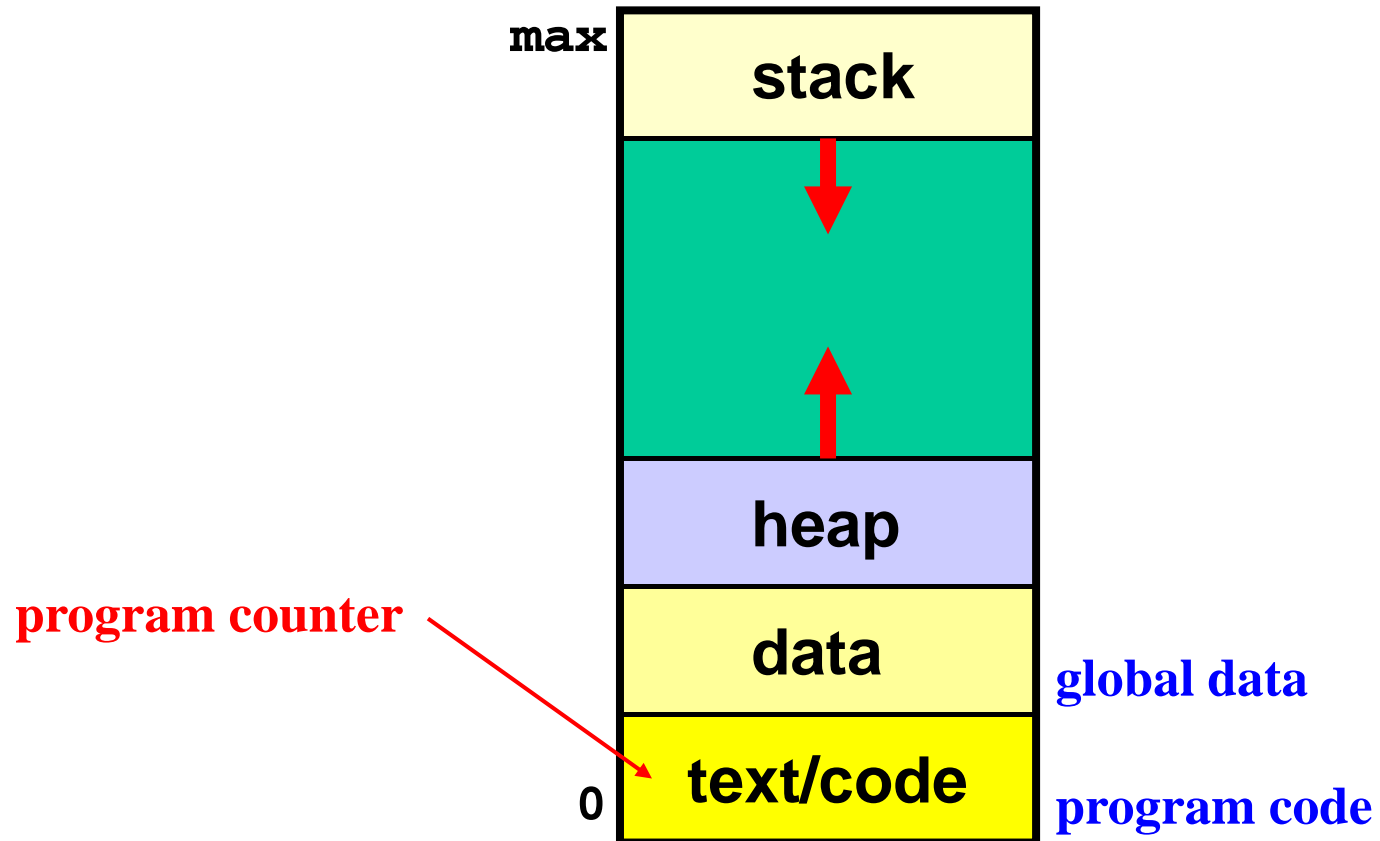 max
stack
heap
program counter
data
global data
text/code
0
program code